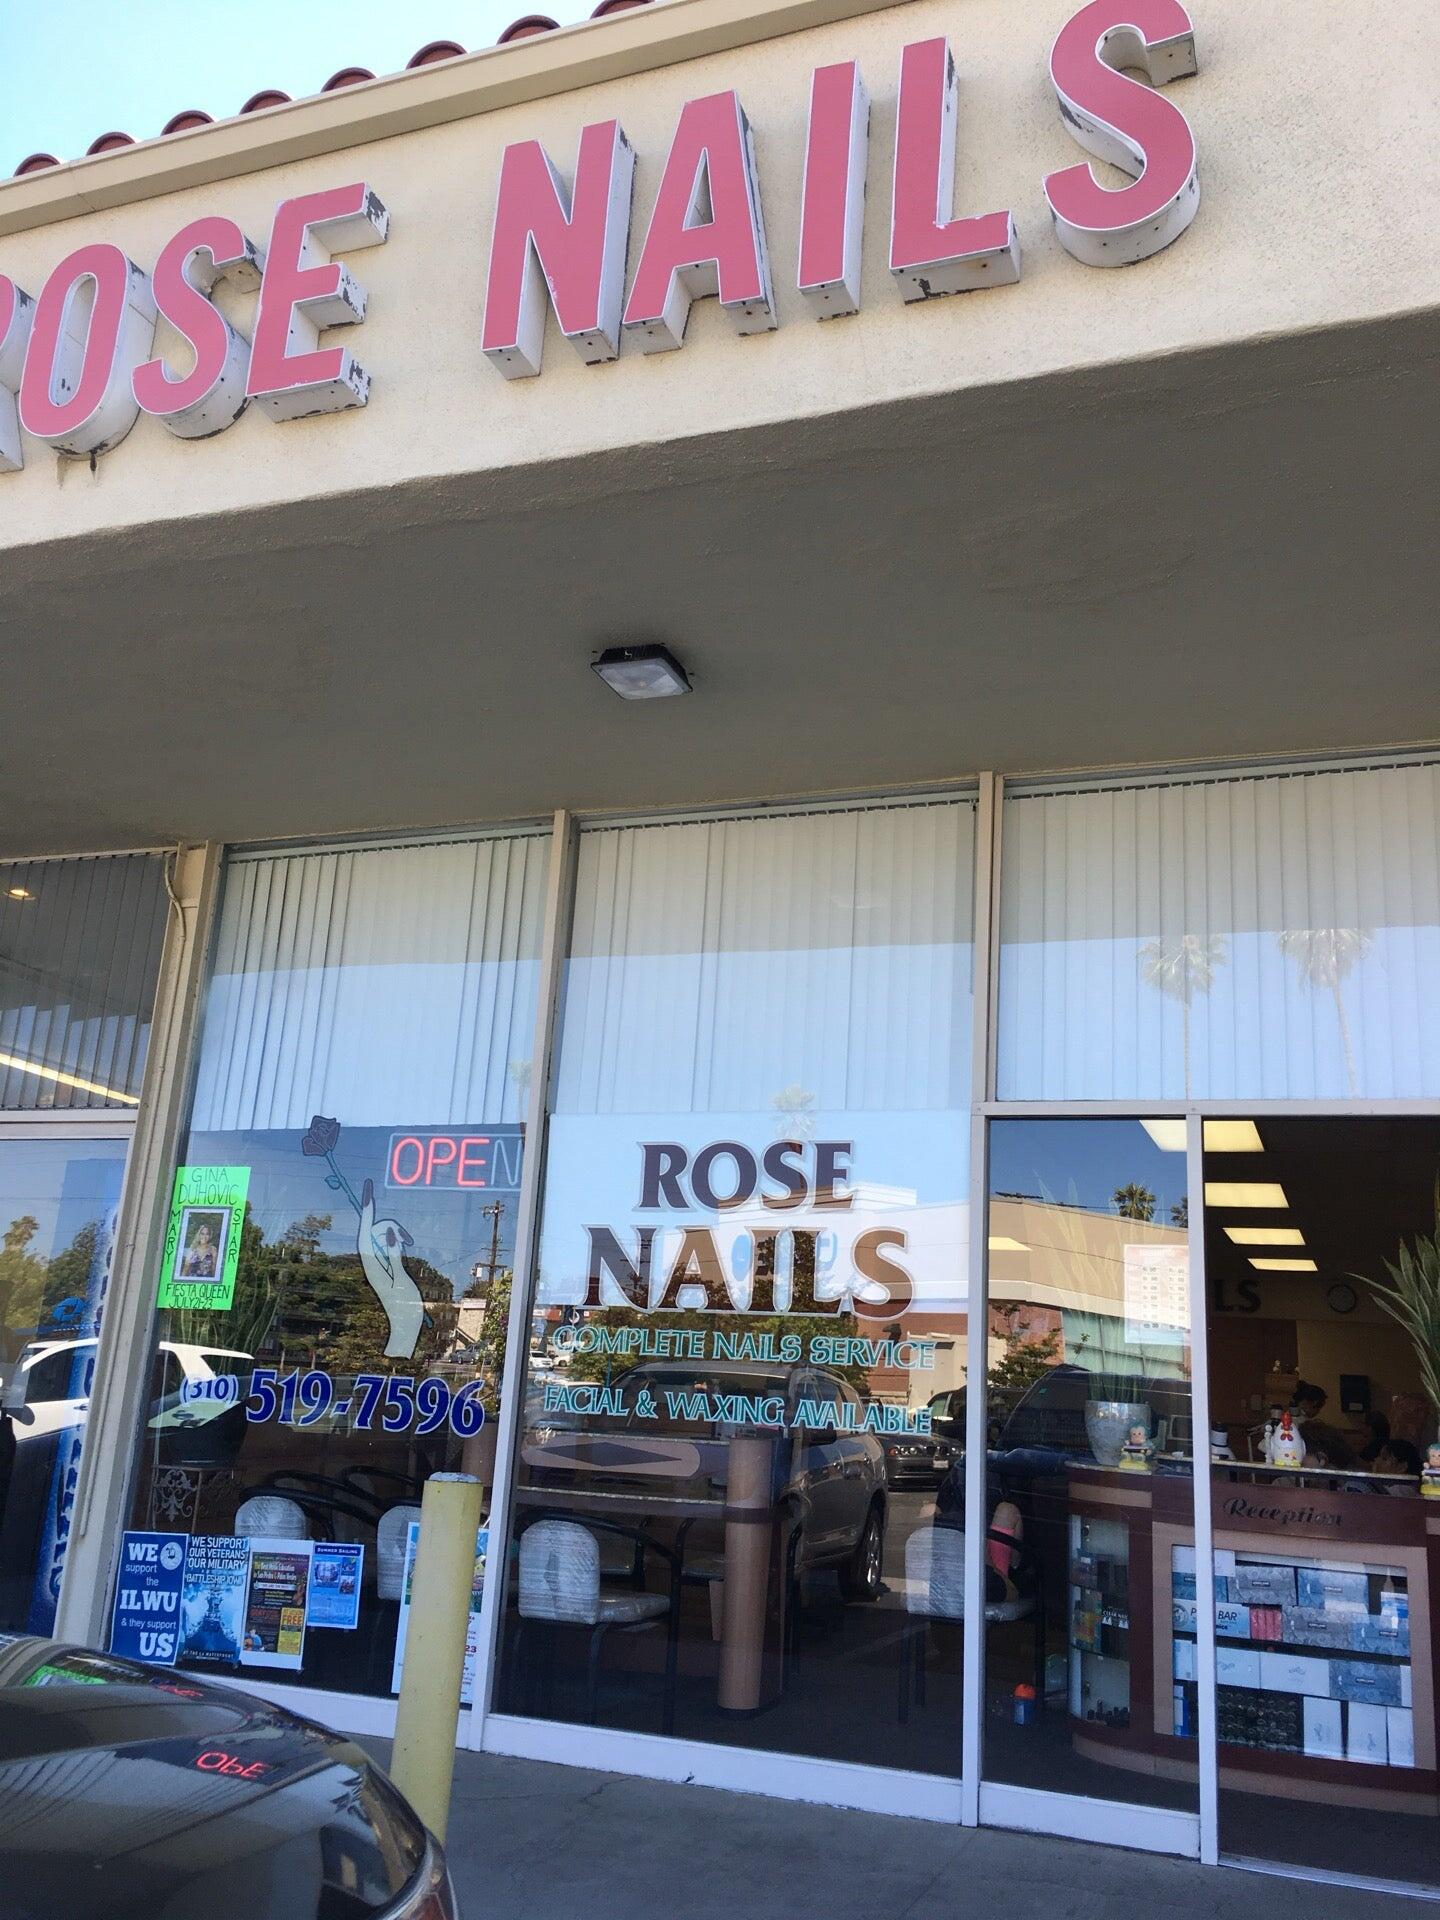 ROSE NAILS
OPEN
ROSE
NAILS
COMPLETE NAILS SERVICE
FACIAL & WAXING AVAILABLE
(310) 519-7596
GINA
DUHOVIC
MARY
STAR
FIESTA QUEEN
WE
support
the
ILWU
& they support
US
WE SUPPORT
OUR VETERANS
OUR MILITARY
BATTLESHIP IOWA
FREE
SUMMER SAILING
LS
Reception
BAR